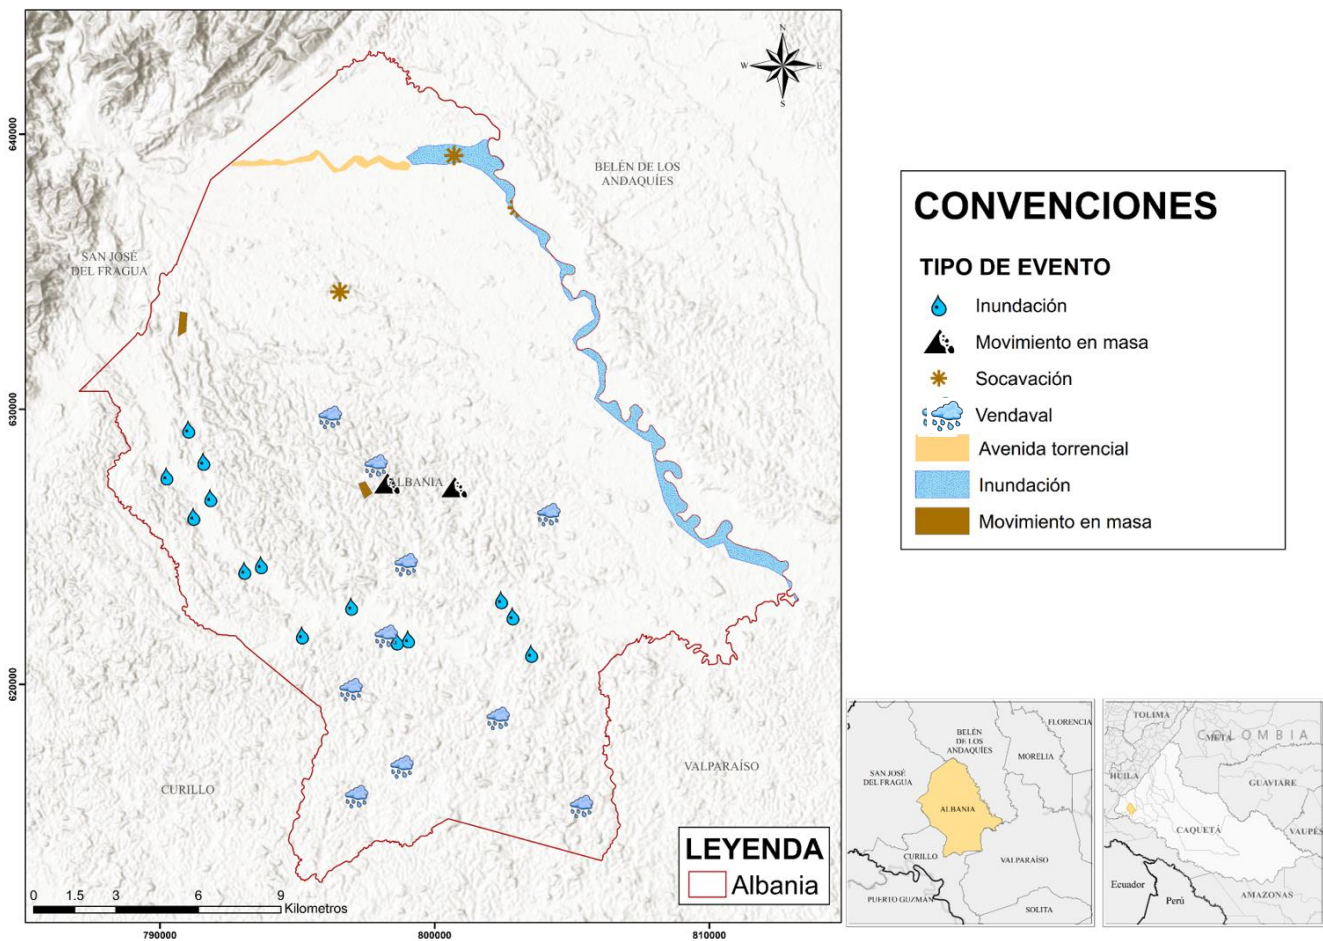 N
W
E
S
640000
630000
620000
BELÉN DE LOS
ANDAQUÍES
SAN JOSÉ
DEL FRAGUA
ALBANIA
CURILLO
VALPARAÍSO
LEYENDA
Albania
0 1.5 3 6 9
Kilometros
790000 800000 810000
CONVENCIONES
TIPO DE EVENTO
Inundación
Movimiento en masa
Socavación
Vendaval
Avenida torrencial
Inundación
Movimiento en masa
FLORENCIA
BELÉN
DE LOS
ANDAQUÍES
MORELIA
SAN JOSÉ
DEL FRAGUA
ALBANIA
CURILLO
VALPARAÍSO
PUERTO GUZMÁN
SOLITA
TOLIMA
COLOMBIA
META
HUILA
GUAVIARE
CAQUETÁ
VAUPÉS
Ecuador
Perú
AMAZONAS